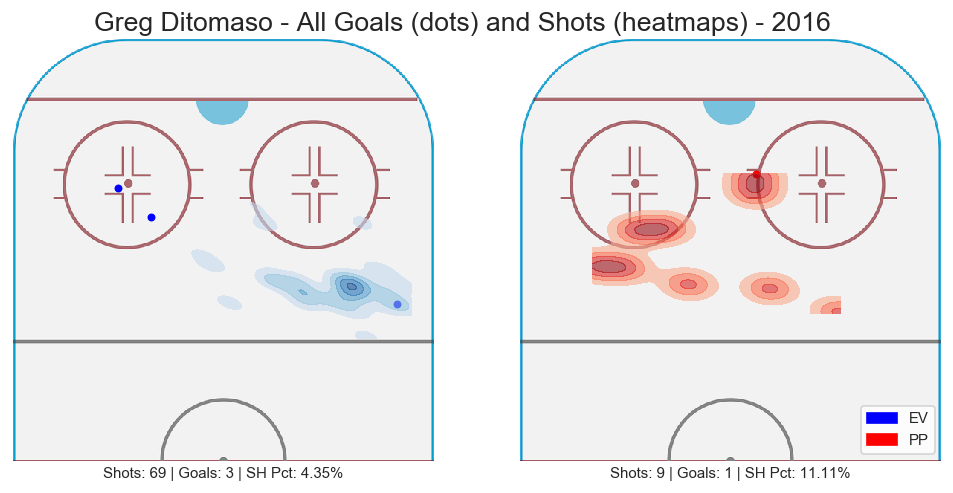 Greg Ditomaso - All Goals (dots) and Shots (heatmaps) - 2016
EV
PP
Shots: 69 | Goals: 3 | SH Pct: 4.35%
Shots: 9 | Goals: 1 | SH Pct: 11.11%